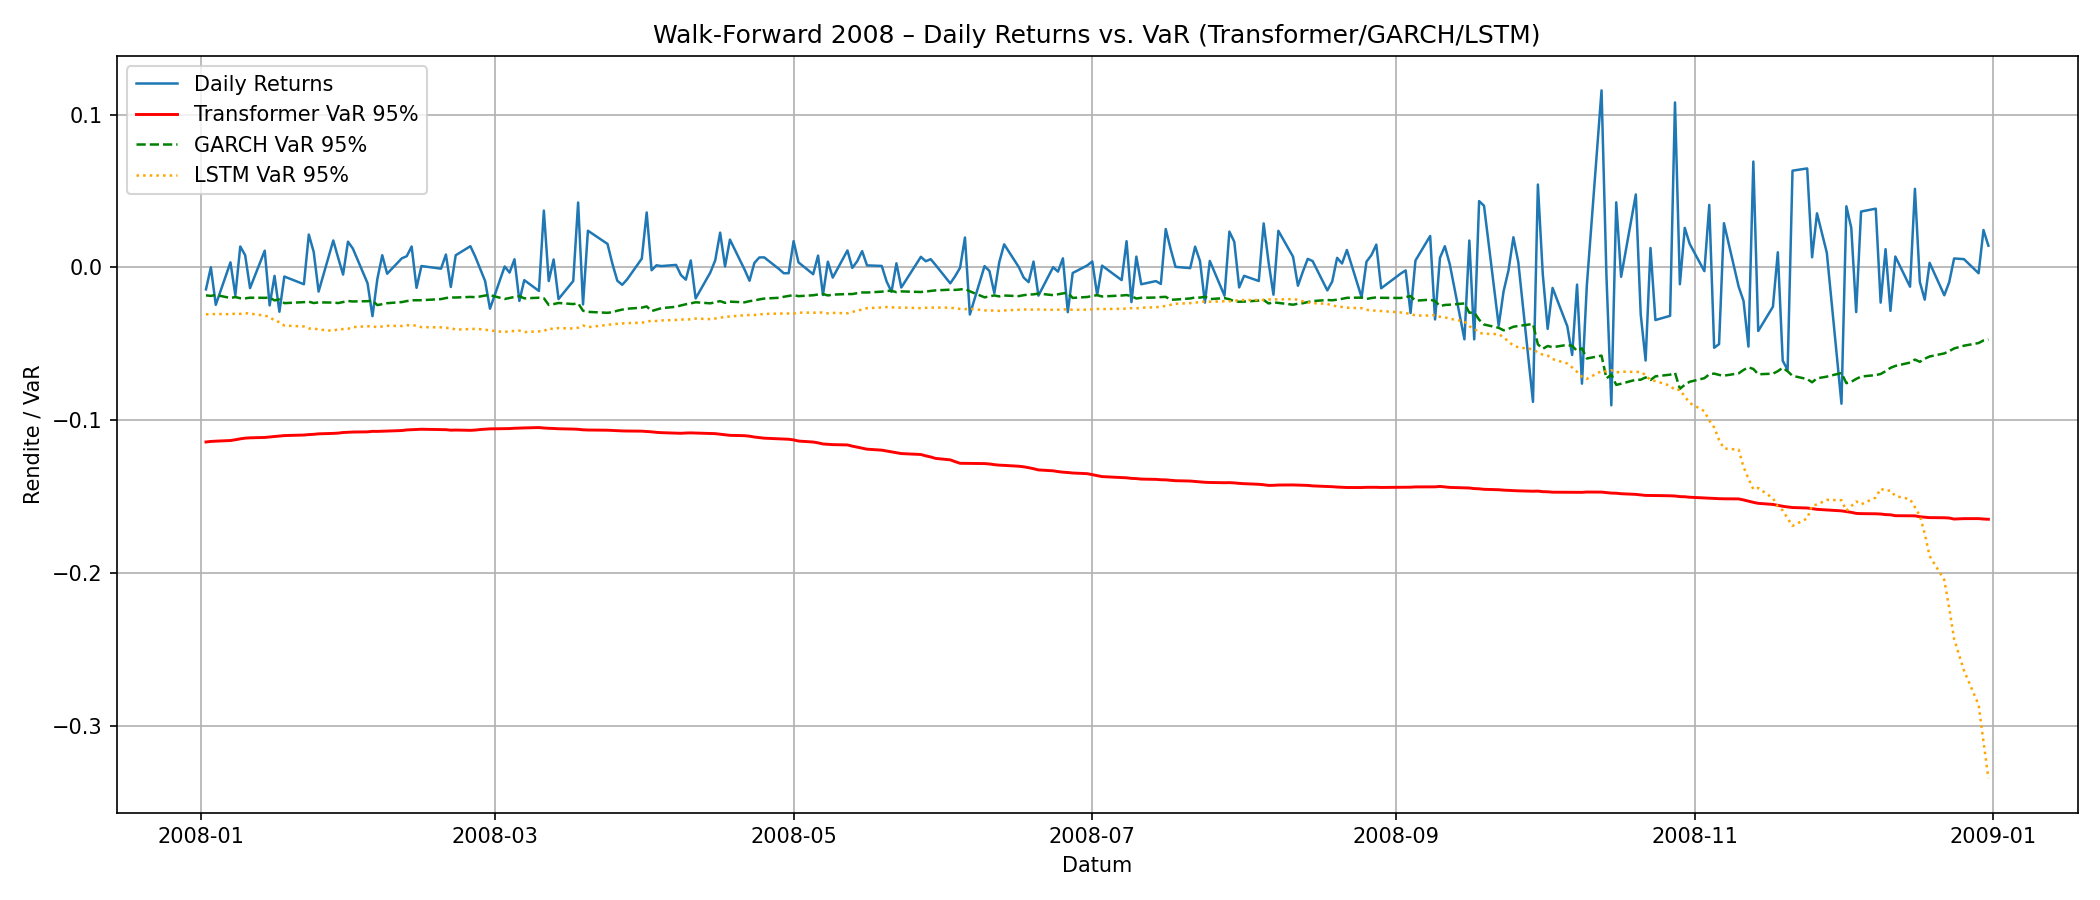 Walk-Forward 2008 – Daily Returns vs. VaR (Transformer/GARCH/LSTM)
Daily Returns
Transformer VaR 95%
GARCH VaR 95%
LSTM VaR 95%
Rendite / VaR
0.1
0.0
−0.1
−0.2
−0.3
2008-01 2008-03 2008-05 2008-07 2008-09 2008-11 2009-01
Datum